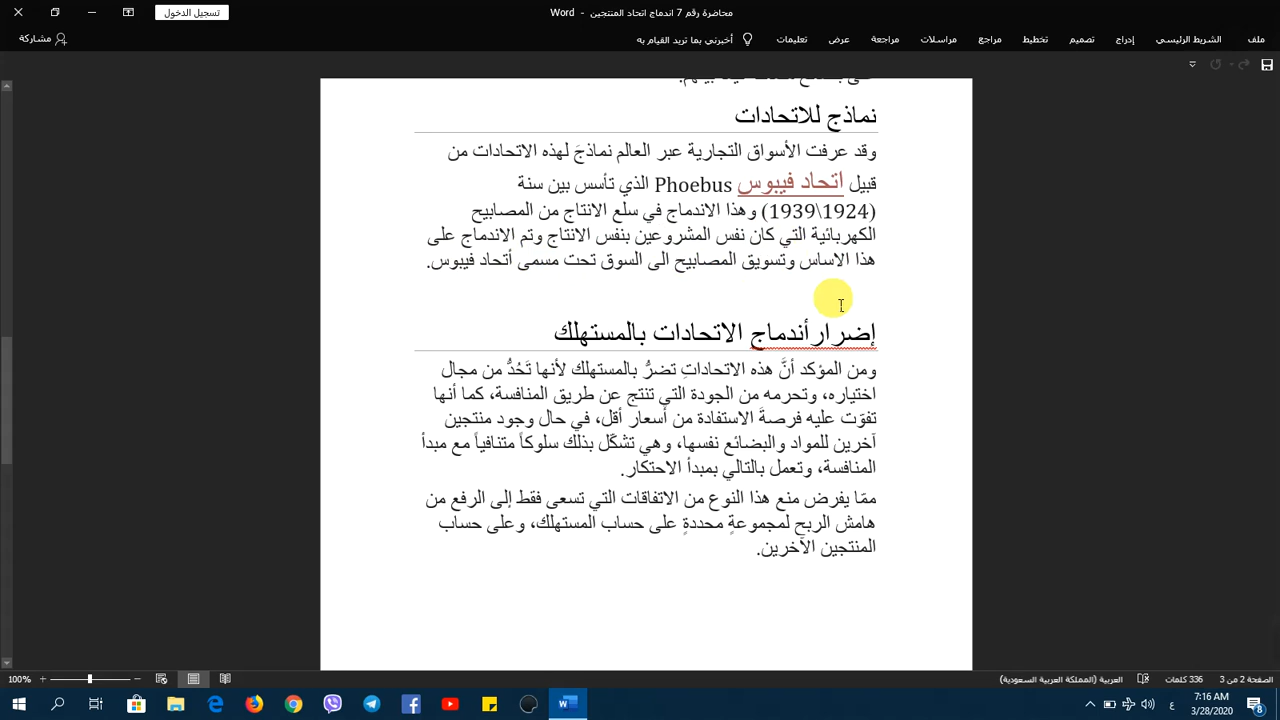 محاضرة رقم 7 اندماج اتحاد المنتجين - Word
تسجيل الدخول
ملف الشريط الرئيسي إدراج تصميم تخطيط مراجع مراسلات مراجعة عرض تعليمات أخبرني بما تريد القيام به
مشاركة
نماذج للاتحادات
وقد عرفت الأسواق التجارية عبر العالم نماذجَ لهذه الاتحادات من
قبيل اتحاد فيبوس Phoebus الذي تأسس بين سنة
(1924\1939) وهذا الاندماج في سلع الانتاج من المصابيح
الكهربائية التي كان نفس المشروعين بنفس الانتاج وتم الاندماج على
هذا الاساس وتسويق المصابيح الى السوق تحت مسمى أتحاد فيبوس.
إضرار أندماج الاتحادات بالمستهلك
ومن المؤكد أنَّ هذه الاتحاداتِ تضرُّ بالمستهلك لأنها تَحُدُّ من مجال
اختياره، وتحرمه من الجودة التي تنتج عن طريق المنافسة، كما أنها
تفوّت عليه فرصةَ الاستفادة من أسعار أقل، في حال وجود منتجين
آخرين للمواد والبضائع نفسها، وهي تشكّل بذلك سلوكاً متنافياً مع مبدأ
المنافسة، وتعمل بالتالي بمبدأ الاحتكار.
ممّا يفرض منع هذا النوع من الاتفاقات التي تسعى فقط إلى الرفع من
هامش الربح لمجموعةٍ محددةٍ على حساب المستهلك، وعلى حساب
المنتجين الآخرين.
الصفحة 2 من 3 336 كلمات العربية (المملكة العربية السعودية)
100%
7:16 AM
ع
3/28/2020